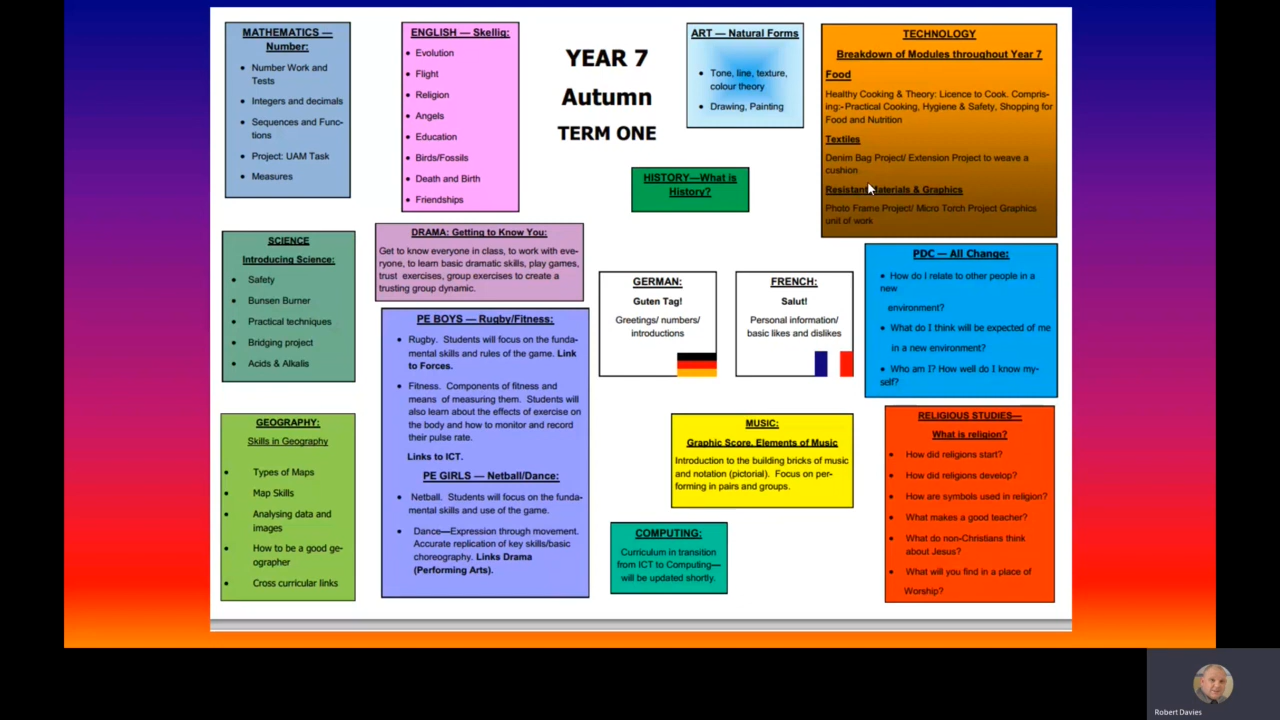 MATHEMATICS —
Number:
Number Work and
Tests
Integers and decimals
Sequences and Func-
tions
Project: UAM Task
Measures
ENGLISH — Skellig:
Evolution
Flight
Religion
Angels
Education
Birds/Fossils
Death and Birth
Friendships
YEAR 7
Autumn
TERM ONE
ART — Natural Forms
Tone, line, texture,
colour theory
Drawing, Painting
TECHNOLOGY
Breakdown of Modules throughout Year 7
Food
Healthy Cooking & Theory: Licence to Cook. Compris-
ing:-Practical Cooking, Hygiene & Safety, Shopping for
Food and Nutrition
Textiles
Denim Bag Project/ Extension Project to weave a
cushion
Resistant Materials & Graphics
Photo Frame Project/ Micro Torch Project Graphics
unit of work
HISTORY—What is
History?
SCIENCE
Introducing Science:
Safety
Bunsen Burner
Practical techniques
Bridging project
Acids & Alkalis
DRAMA: Getting to Know You:
Get to know everyone in class, to work with eve-
ryone, to learn basic dramatic skills, play games,
trust exercises, group exercises to create a
trusting group dynamic.
GERMAN:
Guten Tag!
Greetings/ numbers/
introductions
FRENCH:
Salut!
Personal information/
basic likes and dislikes
PDC — All Change:
How do I relate to other people in a
new
environment?
What do I think will be expected of me
in a new environment?
Who am I? How well do I know my-
self?
PE BOYS — Rugby/Fitness:
Rugby. Students will focus on the funda-
mental skills and rules of the game. Link
to Forces.
Fitness. Components of fitness and
means of measuring them. Students will
also learn about the effects of exercise on
the body and how to monitor and record
their pulse rate.
Links to ICT.
PE GIRLS — Netball/Dance:
Netball. Students will focus on the funda-
mental skills and use of the game.
Dance—Expression through movement.
Accurate replication of key skills/basic
choreography. Links Drama
(Performing Arts).
GEOGRAPHY:
Skills in Geography
Types of Maps
Map Skills
Analysing data and
images
How to be a good ge-
ographer
Cross curricular links
MUSIC:
Graphic Score. Elements of Music
Introduction to the building bricks of music
and notation (pictorial). Focus on per-
forming in pairs and groups.
COMPUTING:
Curriculum in transition
from ICT to Computing—
will be updated shortly.
RELIGIOUS STUDIES—
What is religion?
How did religions start?
How did religions develop?
How are symbols used in religion?
What makes a good teacher?
What do non-Christians think
about Jesus?
What will you find in a place of
Worship?
Robert Davies